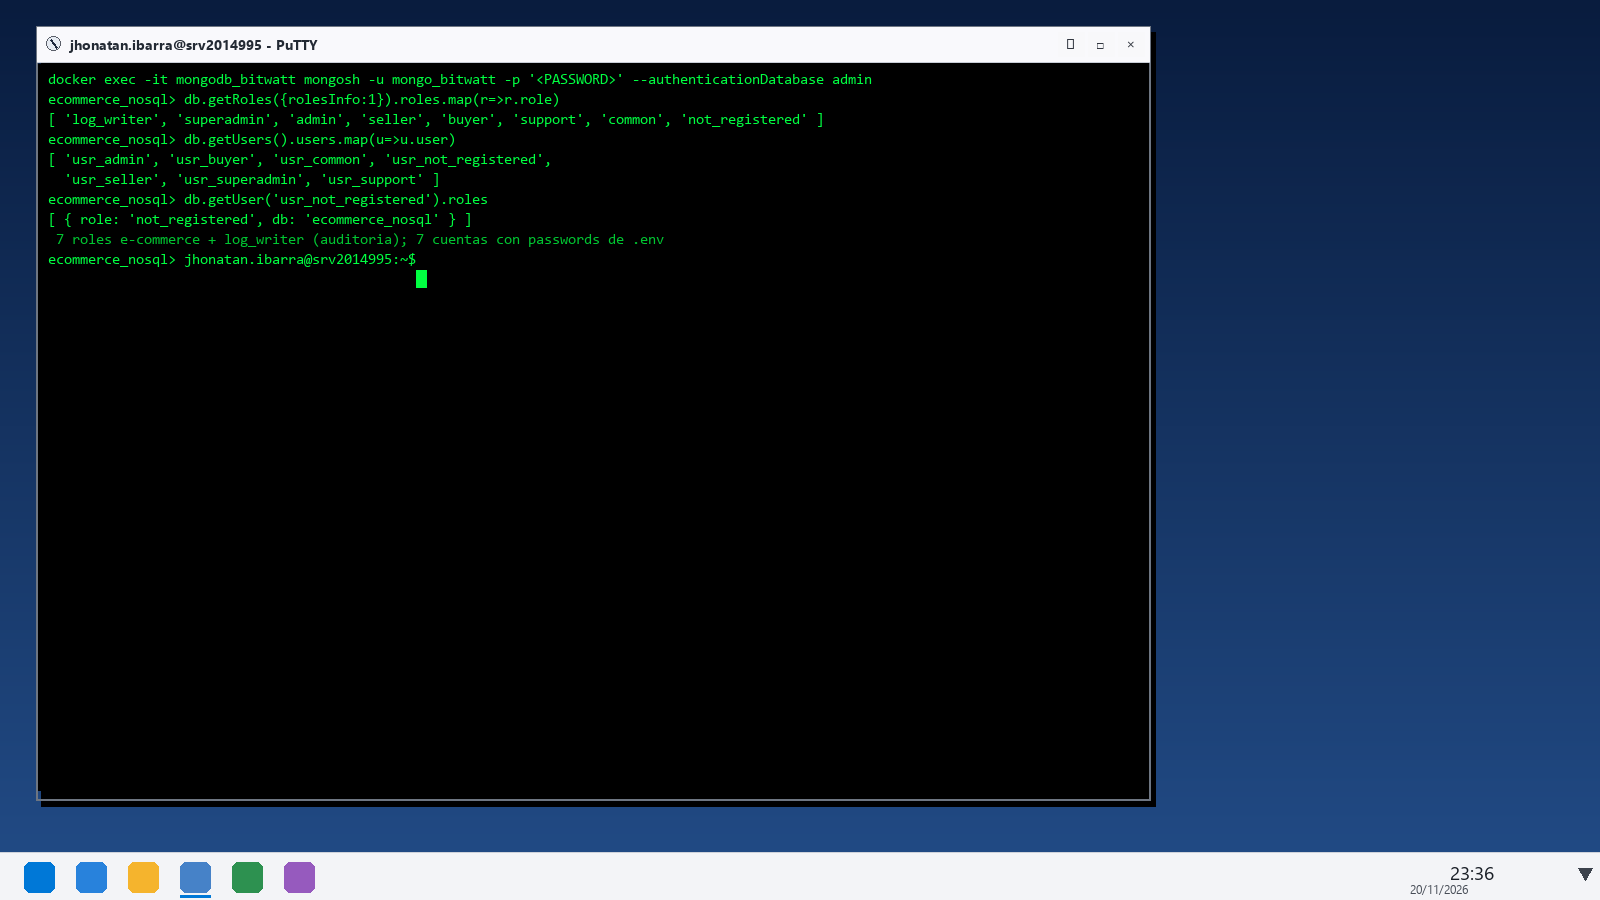 jhonatan.ibarra@srv2014995 - PuTTY
docker exec -it mongodb_bitwatt mongosh -u mongo_bitwatt -p '<PASSWORD>' --authenticationDatabase admin
ecommerce_nosql> db.getRoles({rolesInfo:1}).roles.map(r=>r.role)
[ 'log_writer', 'superadmin', 'admin', 'seller', 'buyer', 'support', 'common', 'not_registered' ]
ecommerce_nosql> db.getUsers().users.map(u=>u.user)
[ 'usr_admin', 'usr_buyer', 'usr_common', 'usr_not_registered',
  'usr_seller', 'usr_superadmin', 'usr_support' ]
ecommerce_nosql> db.getUser('usr_not_registered').roles
[ { role: 'not_registered', db: 'ecommerce_nosql' } ]
 7 roles e-commerce + log_writer (auditoria); 7 cuentas con passwords de .env
ecommerce_nosql> jhonatan.ibarra@srv2014995:~$
23:36
20/11/2026